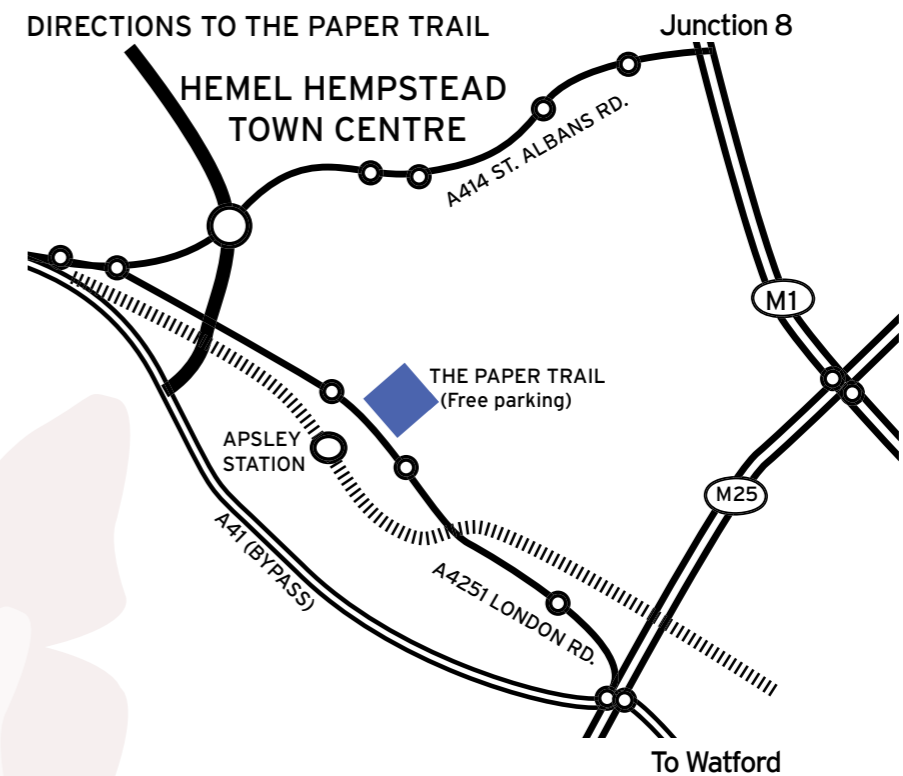 DIRECTIONS TO THE PAPER TRAIL
Junction 8
HEMEL HEMPSTEAD
TOWN CENTRE
A414 ST. ALBANS RD.
M1
THE PAPER TRAIL
(Free parking)
APSLEY
STATION
M25
A41 (BYPASS)
A4251 LONDON RD.
To Watford